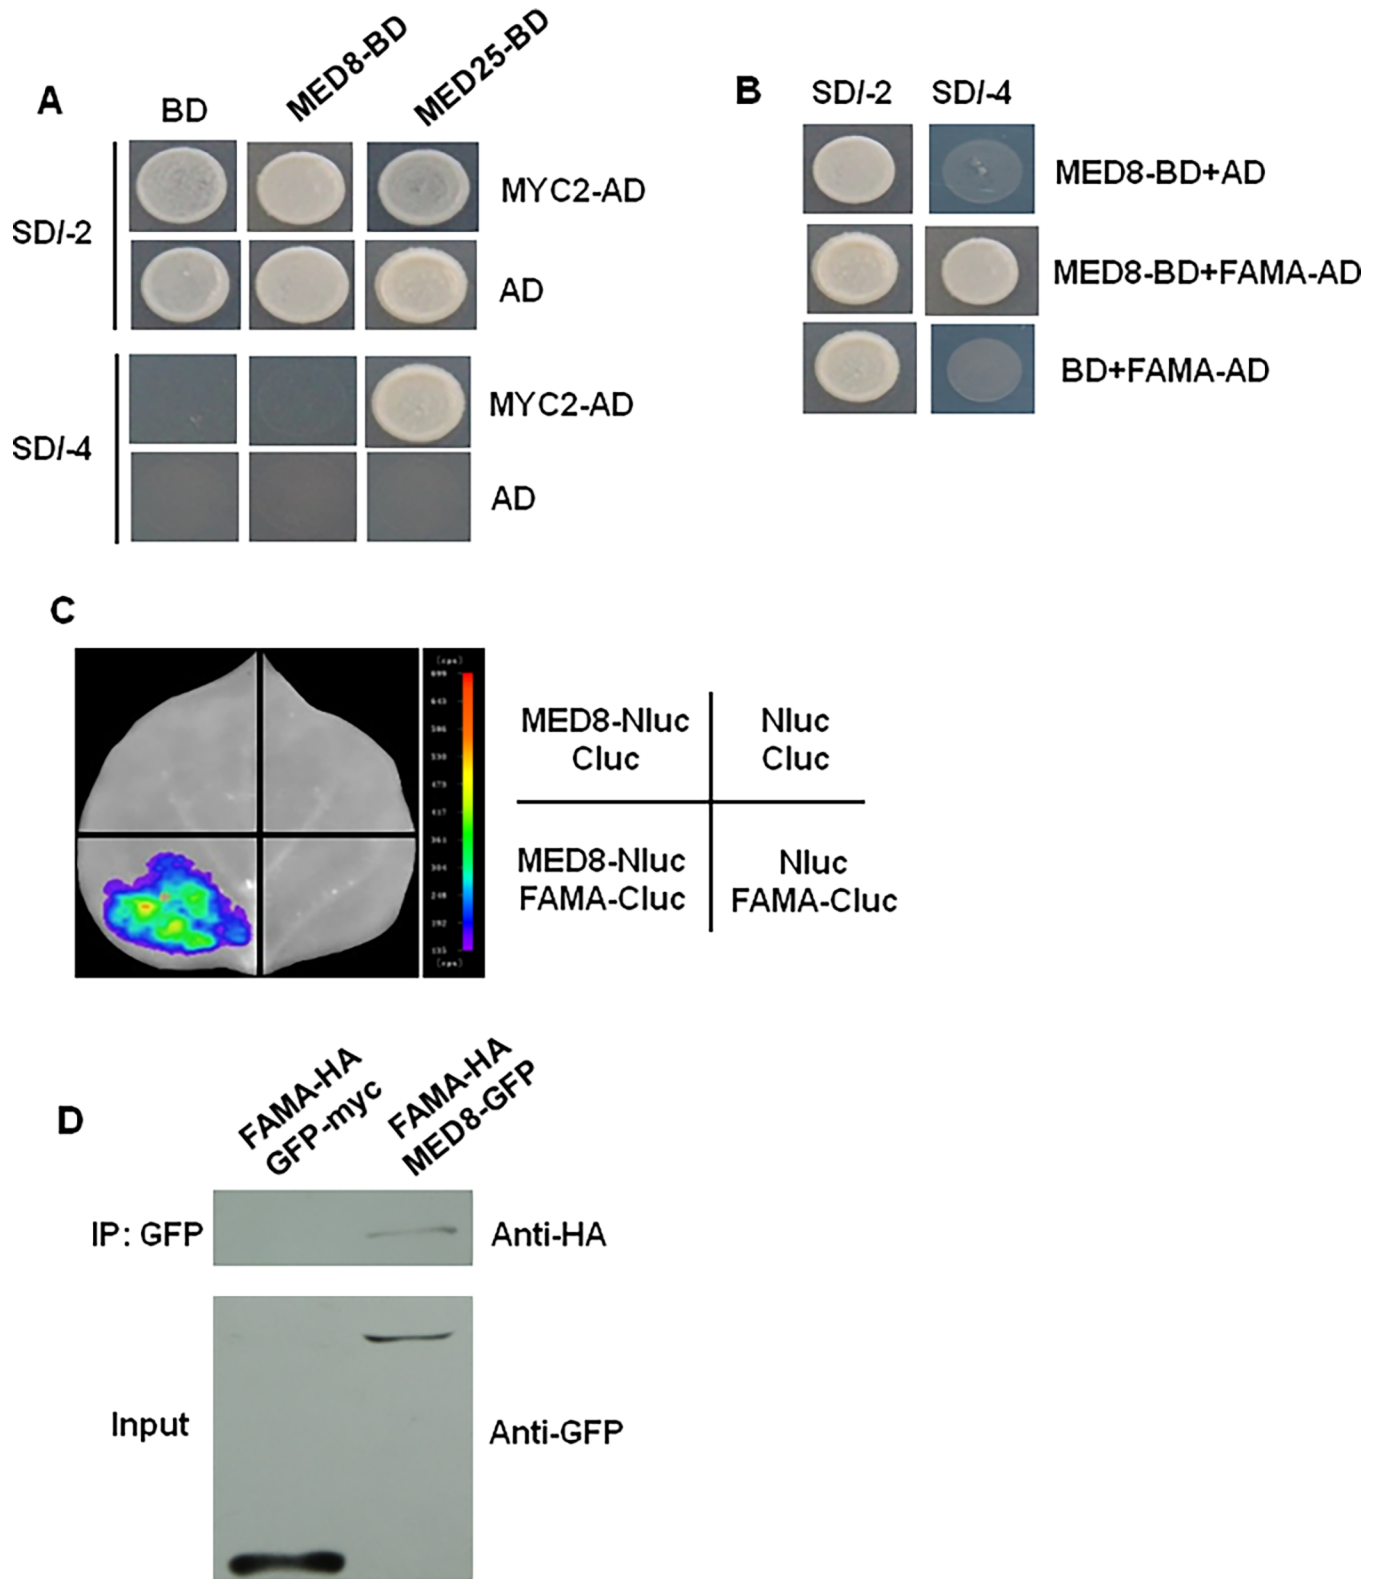 A
BD
MED8-BD
MED25-BD
SD/-2
MYC2-AD
AD
SD/-4
MYC2-AD
AD
B
SD/-2
SD/-4
MED8-BD+AD
MED8-BD+FAMA-AD
BD+FAMA-AD
C
MED8-Nluc
Cluc
Nluc
Cluc
MED8-Nluc
FAMA-Cluc
Nluc
FAMA-Cluc
D
FAMA-HA
GFP-myc
FAMA-HA
MED8-GFP
IP: GFP
Anti-HA
Input
Anti-GFP